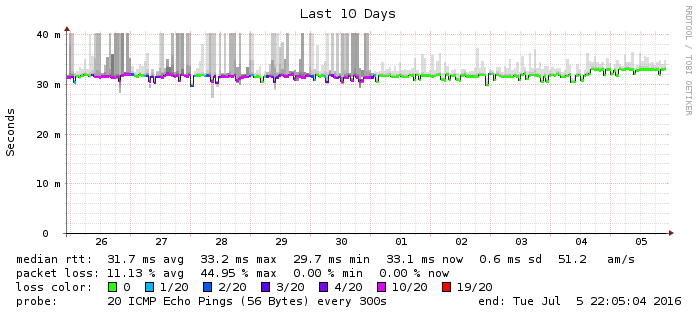 Last 10 Days
RRDTOOL / TOBI OETIKER
Seconds
40 m
30 m
20 m
10 m
0
26 27 28 29 30 01 02 03 04 05
median rtt: 31.7 ms avg 33.2 ms max 29.7 ms min 33.1 ms now 0.6 ms sd 51.2 am/s
packet loss: 11.13 % avg 44.95 % max 0.00 % min 0.00 % now
loss color: 0 1/20 2/20 3/20 4/20 10/20 19/20
probe: 20 ICMP Echo Pings (56 Bytes) every 300s end: Tue Jul 5 22:05:04 2016